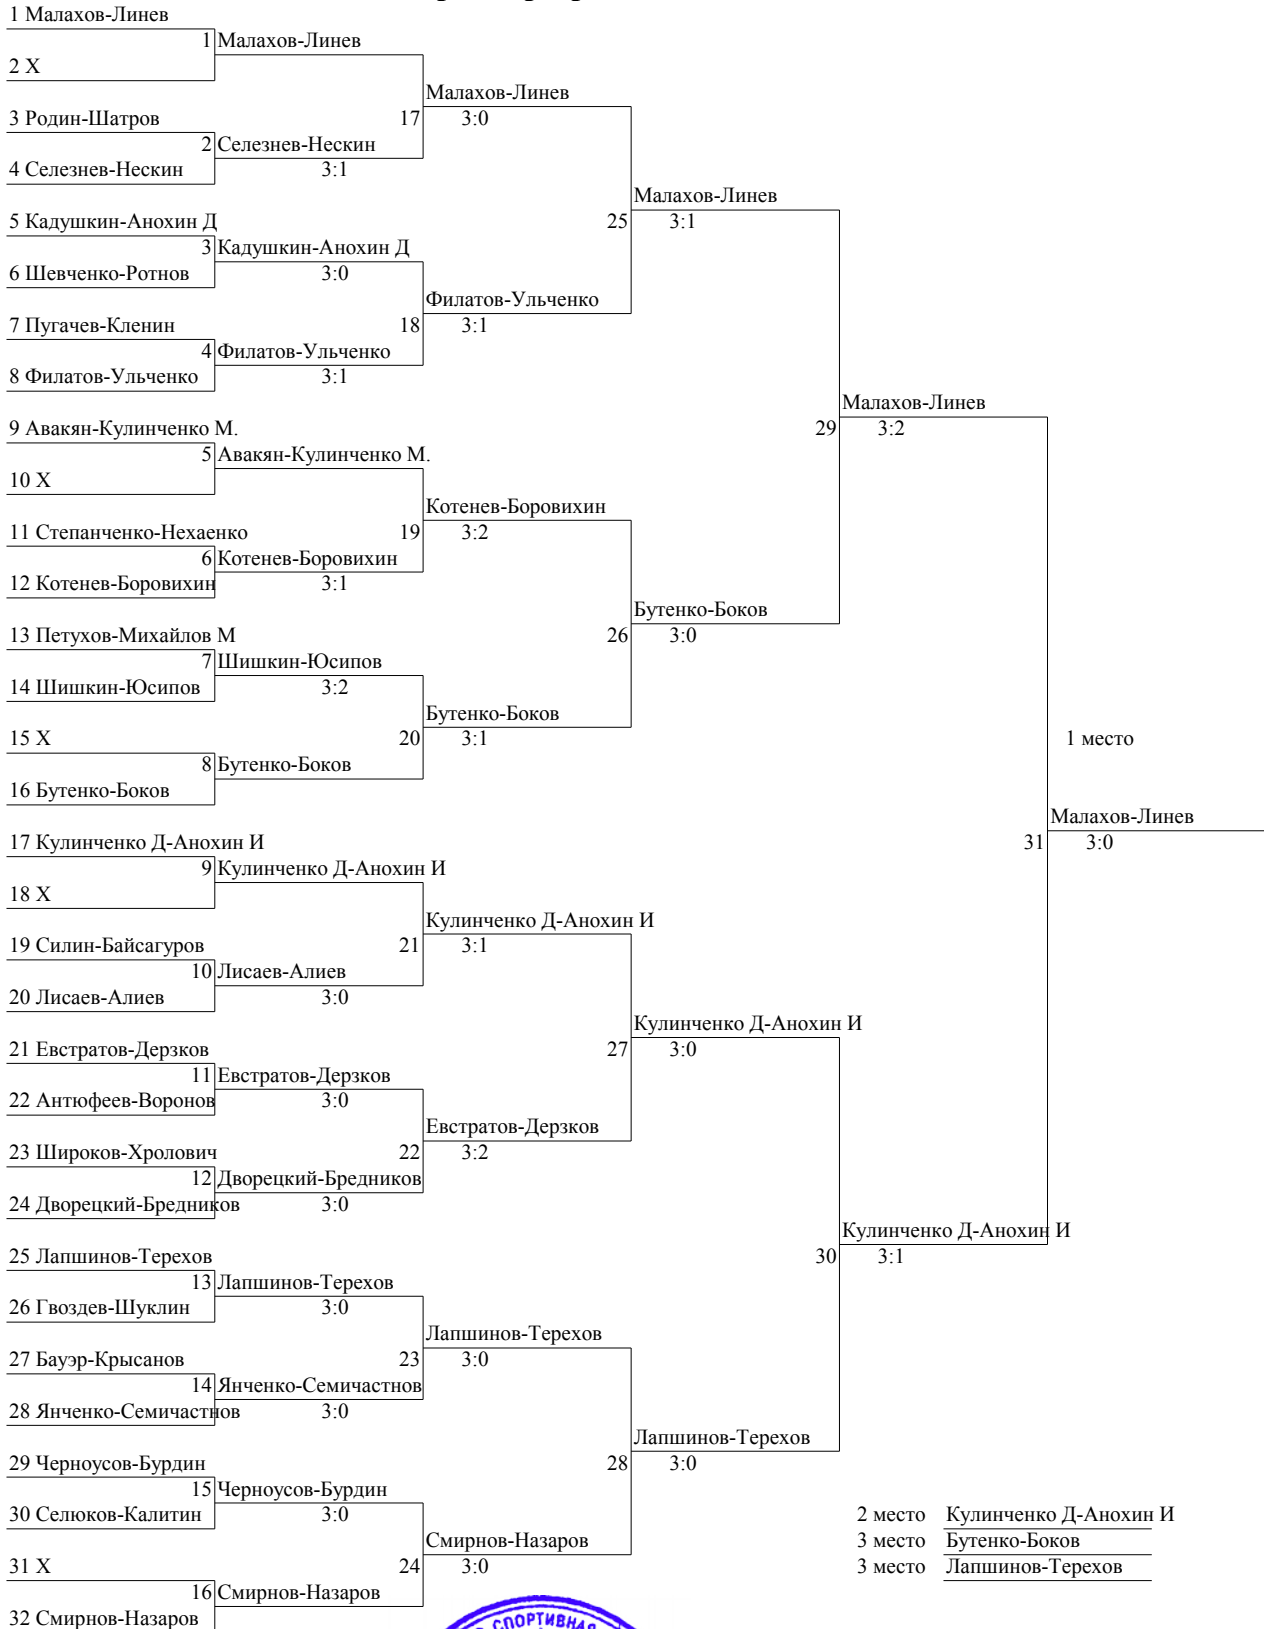 1 Малахов-Линев
1 Малахов-Линев
2 Х
Малахов-Линев
3 Родин-Шатров
17 3:0
2 Селезнев-Нескин
4 Селезнев-Нескин
3:1
Малахов-Линев
5 Кадушкин-Анохин Д
25 3:1
3 Кадушкин-Анохин Д
6 Шевченко-Ротнов
3:0
Филатов-Ульченко
7 Пугачев-Кленин
18 3:1
4 Филатов-Ульченко
8 Филатов-Ульченко
3:1
Малахов-Линев
9 Авакян-Кулинченко М.
29 3:2
5 Авакян-Кулинченко М.
10 Х
Котенев-Боровихин
11 Степанченко-Нехаенко
19 3:2
6 Котенев-Боровихин
12 Котенев-Боровихин
3:1
Бутенко-Боков
13 Петухов-Михайлов М
26 3:0
7 Шишкин-Юсипов
14 Шишкин-Юсипов
3:2
Бутенко-Боков
15 Х
20 3:1
1 место
8 Бутенко-Боков
16 Бутенко-Боков
Малахов-Линев
17 Кулинченко Д-Анохин И
31 3:0
9 Кулинченко Д-Анохин И
18 Х
Кулинченко Д-Анохин И
19 Силин-Байсагуров
21 3:1
10 Лисаев-Алиев
20 Лисаев-Алиев
3:0
Кулинченко Д-Анохин И
21 Евстратов-Дерзков
27 3:0
11 Евстратов-Дерзков
22 Антюфеев-Воронов
3:0
Евстратов-Дерзков
23 Широков-Хролович
22 3:2
12 Дворецкий-Бредников
24 Дворецкий-Бредников
3:0
Кулинченко Д-Анохин И
25 Лапшинов-Терехов
30 3:1
13 Лапшинов-Терехов
26 Гвоздев-Шуклин
3:0
Лапшинов-Терехов
27 Бауэр-Крысанов
23 3:0
14 Янченко-Семичастнов
28 Янченко-Семичастнов
3:0
Лапшинов-Терехов
29 Черноусов-Бурдин
28 3:0
15 Черноусов-Бурдин
30 Селюков-Калитин
3:0
2 место Кулинченко Д-Анохин И
Смирнов-Назаров
3 место Бутенко-Боков
31 Х
24 3:0
3 место Лапшинов-Терехов
16 Смирнов-Назаров
32 Смирнов-Назаров
СПОРТИВНАЯ